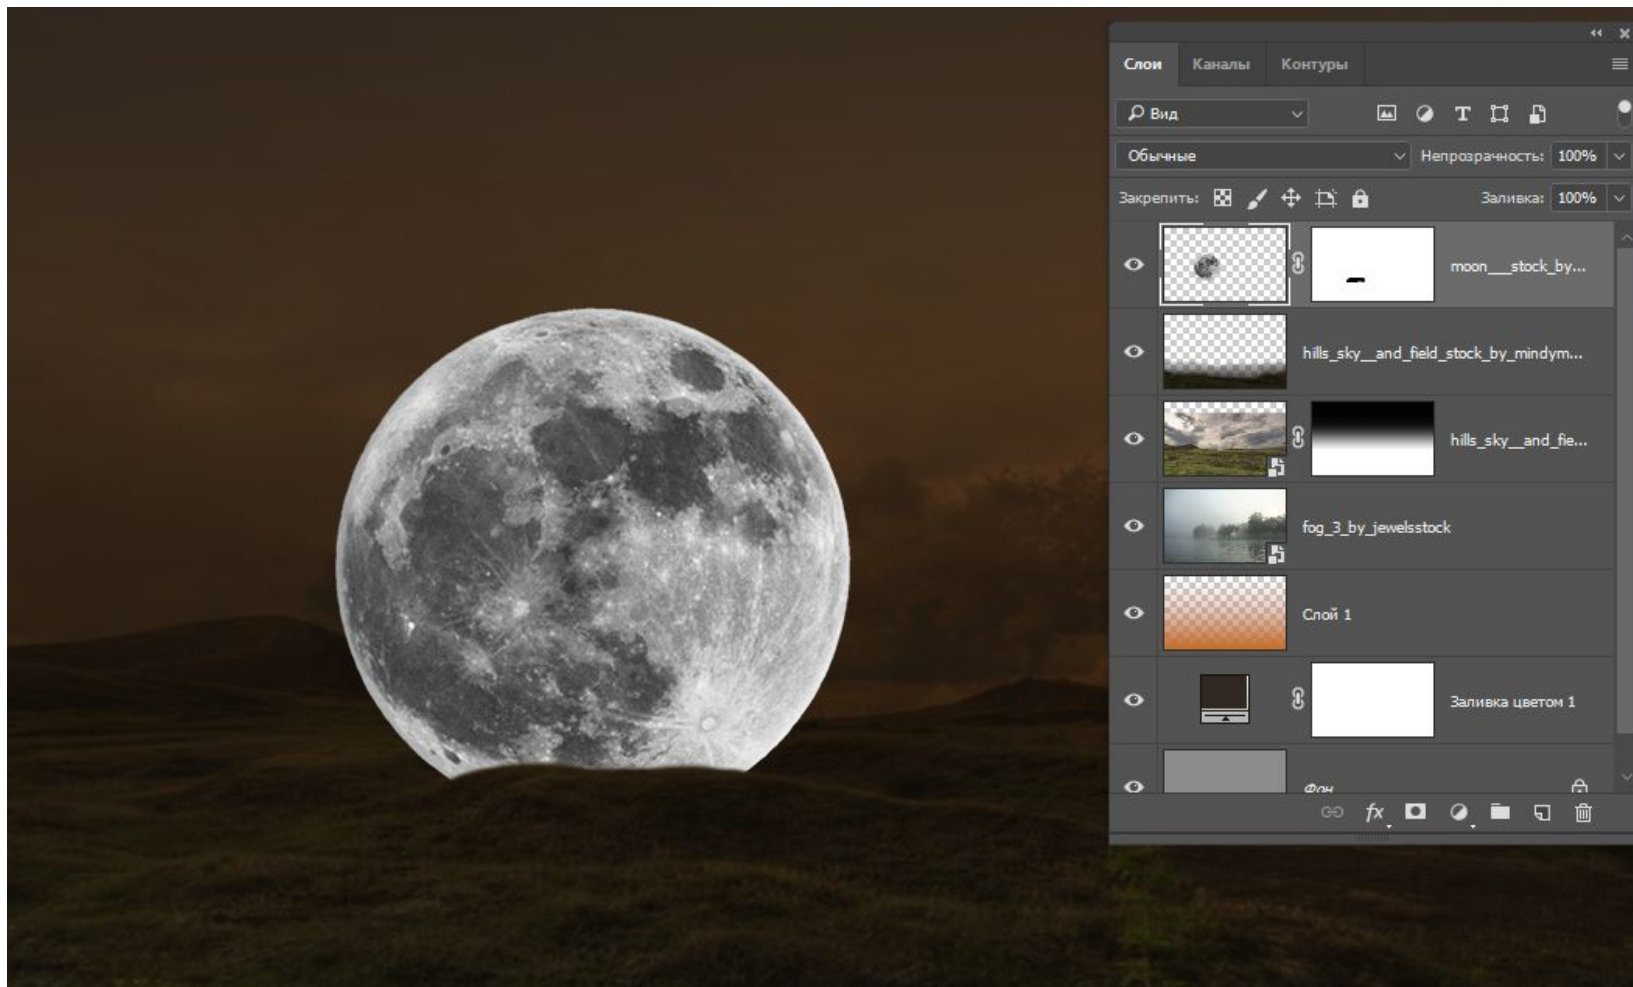 Слои Каналы Контуры
Вид
Обычные Непрозрачность: 100%
Закрепить: Заливка: 100%
moon___stock_by...
hills_sky__and_field_stock_by_mindym...
hills_sky__and_fie...
fog_3_by_jewelsstock
Слой 1
Заливка цветом 1
Фон
fx